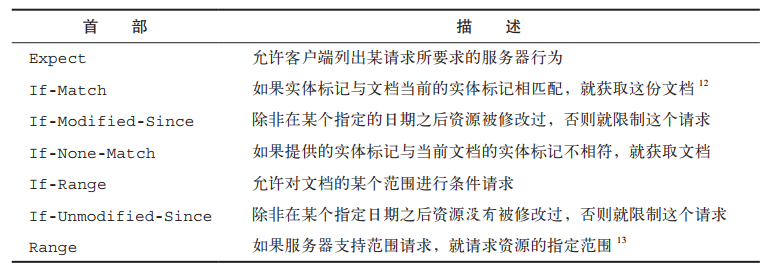 首 部 描 述
Expect 允许客户端列出某请求所要求的服务器行为
If-Match 如果实体标记与文档当前的实体标记相匹配，就获取这份文档 12
If-Modified-Since 除非在某个指定的日期之后资源被修改过，否则就限制这个请求
If-None-Match 如果提供的实体标记与当前文档的实体标记不相符，就获取文档
If-Range 允许对文档的某个范围进行条件请求
If-Unmodified-Since 除非在某个指定日期之后资源没有被修改过，否则就限制这个请求
Range 如果服务器支持范围请求，就请求资源的指定范围 13